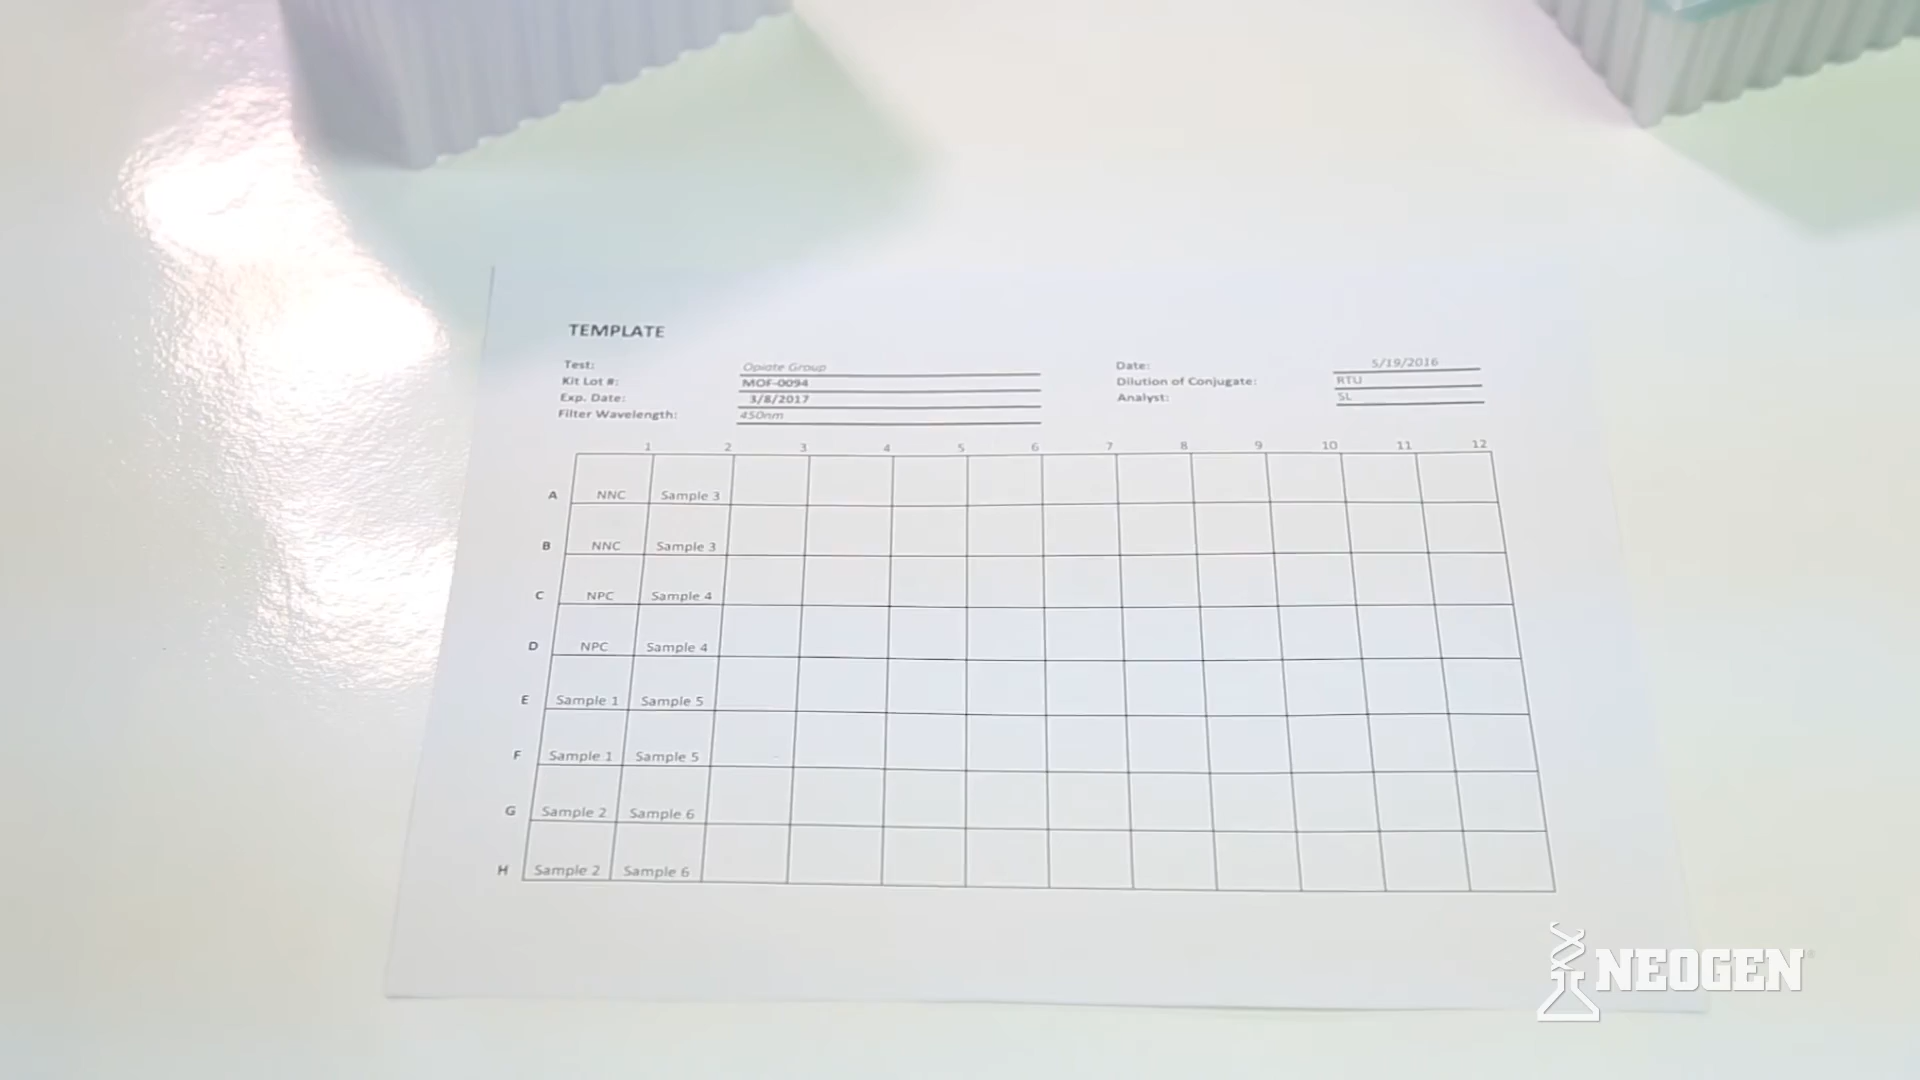 TEMPLATE
Test: Opiate Group Date: 5/19/2016
Kit Lot #: MOF-0094 Dilution of Conjugate: RTU
Exp. Date: 3/8/2017 Analyst: SL
Filter Wavelength: 450nm
1 2 3 4 5 6 7 8 9 10 11 12
A NNC Sample 3
B NNC Sample 3
C NPC Sample 4
D NPC Sample 4
E Sample 1 Sample 5
F Sample 1 Sample 5
G Sample 2 Sample 6
H Sample 2 Sample 6
NEOGEN